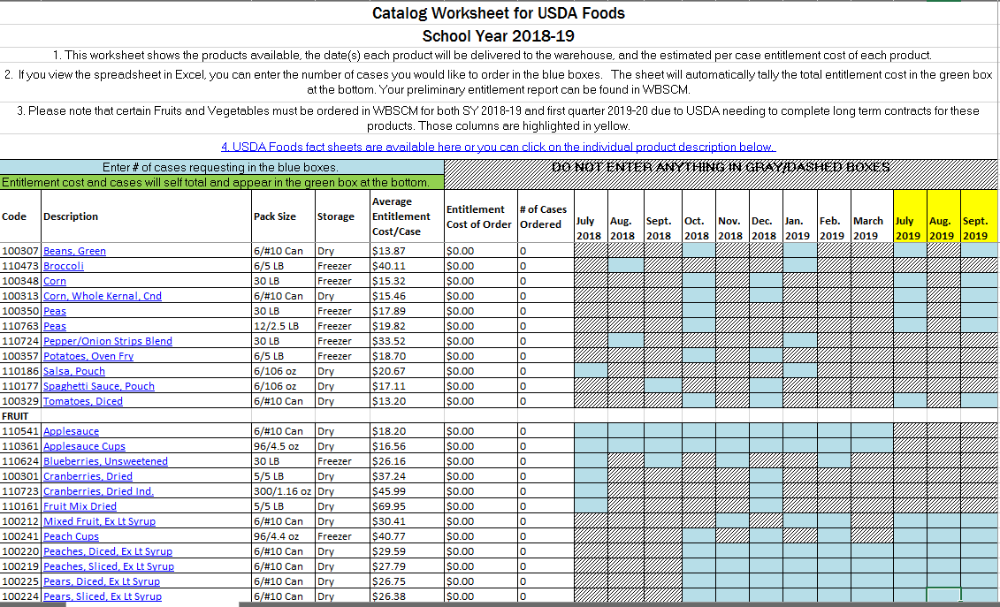 Catalog Worksheet for USDA Foods
School Year 2018-19
1. This worksheet shows the products available, the date(s) each product will be delivered to the warehouse, and the estimated per case entitlement cost of each product.
2. If you view the spreadsheet in Excel, you can enter the number of cases you would like to order in the blue boxes. The sheet will automatically tally the total entitlement cost in the green box
at the bottom. Your preliminary entitlement report can be found in WBSCM.
3. Please note that certain Fruits and Vegetables must be ordered in WBSCM for both SY 2018-19 and first quarter 2019-20 due to USDA needing to complete long term contracts for these
products. Those columns are highlighted in yellow.
4. USDA Foods fact sheets are available here or you can click on the individual product description below.
Enter # of cases requesting in the blue boxes. DO NOT ENTER ANYTHING IN GRAY/DASHED BOXES
Entitlement cost and cases will self total and appear in the green box at the bottom.
Code Description Pack Size Storage Average Entitlement Cost/Case Entitlement Cost of Order # of Cases Ordered July 2018 Aug. 2018 Sept. 2018 Oct. 2018 Nov. 2018 Dec. 2018 Jan. 2019 Feb. 2019 March 2019 July 2019 Aug. 2019 Sept. 2019
100307 Beans, Green 6/#10 Can Dry $13.87 $0.00 0
110473 Broccoli 6/5 LB Freezer $40.11 $0.00 0
100348 Corn 30 LB Freezer $15.32 $0.00 0
100313 Corn, Whole Kernal, Cnd 6/#10 Can Dry $15.46 $0.00 0
100350 Peas 30 LB Freezer $17.89 $0.00 0
110763 Peas 12/2.5 LB Freezer $19.82 $0.00 0
110724 Pepper/Onion Strips Blend 30 LB Freezer $33.52 $0.00 0
100357 Potatoes, Oven Fry 6/5 LB Freezer $18.70 $0.00 0
110186 Salsa, Pouch 6/106 oz Dry $20.67 $0.00 0
110177 Spaghetti Sauce, Pouch 6/106 oz Dry $17.11 $0.00 0
100329 Tomatoes, Diced 6/#10 Can Dry $13.20 $0.00 0
FRUIT
110541 Applesauce 6/#10 Can Dry $18.20 $0.00 0
110361 Applesauce Cups 96/4.5 oz Dry $16.56 $0.00 0
110624 Blueberries, Unsweetened 30 LB Freezer $26.16 $0.00 0
100301 Cranberries, Dried 5/5 LB Dry $37.24 $0.00 0
110723 Cranberries, Dried Ind. 300/1.16 oz Dry $45.99 $0.00 0
110161 Fruit Mix Dried 5/5 LB Dry $69.95 $0.00 0
100212 Mixed Fruit, Ex Lt Syrup 6/#10 Can Dry $30.41 $0.00 0
100241 Peach Cups 96/4.4 oz Freezer $40.77 $0.00 0
100220 Peaches, Diced, Ex Lt Syrup 6/#10 Can Dry $29.59 $0.00 0
100219 Peaches, Sliced, Ex Lt Syrup 6/#10 Can Dry $27.79 $0.00 0
100225 Pears, Diced, Ex Lt Syrup 6/#10 Can Dry $26.75 $0.00 0
100224 Pears, Sliced, Ex Lt Syrup 6/#10 Can Dry $26.38 $0.00 0